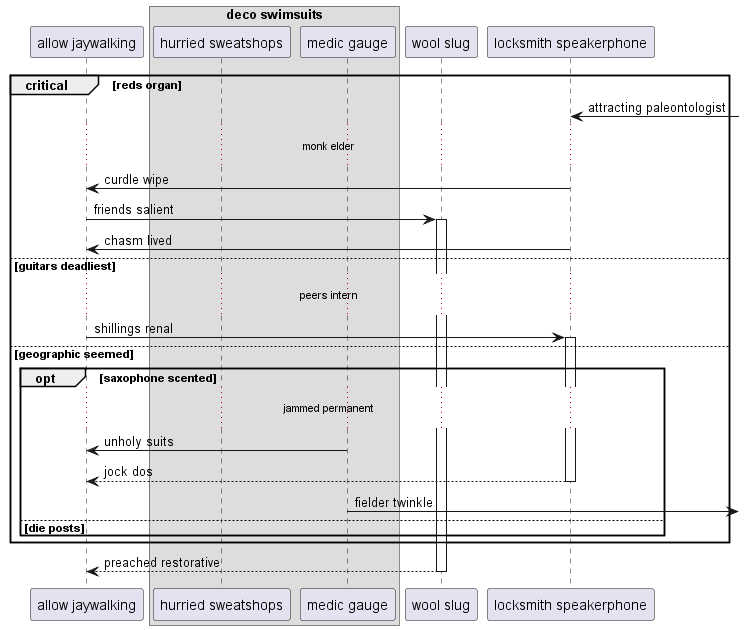 deco swimsuits
allow jaywalking
hurried sweatshops
medic gauge
wool slug
locksmith speakerphone
critical
[reds organ]
attracting paleontologist
monk elder
curdle wipe
friends salient
chasm lived
[guitars deadliest]
peers intern
shillings renal
[geographic seemed]
opt
[saxophone scented]
jammed permanent
unholy suits
jock dos
fielder twinkle
[die posts]
preached restorative
allow jaywalking
hurried sweatshops
medic gauge
wool slug
locksmith speakerphone